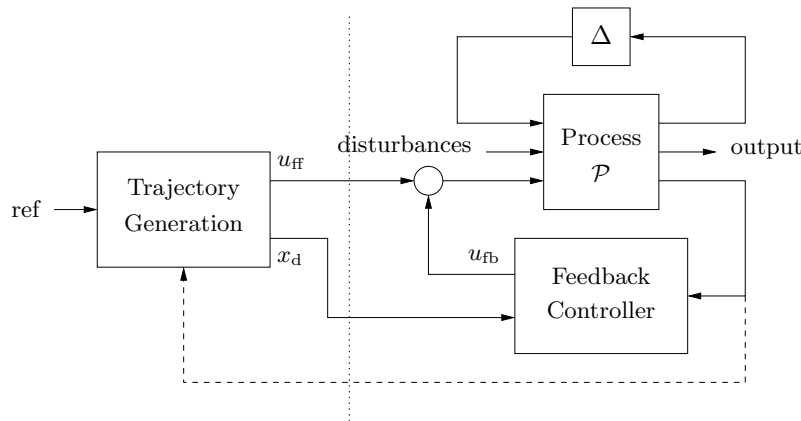 Δ
disturbances
Process
𝒫
output
u_ff
Trajectory
Generation
ref
x_d
u_fb
Feedback
Controller